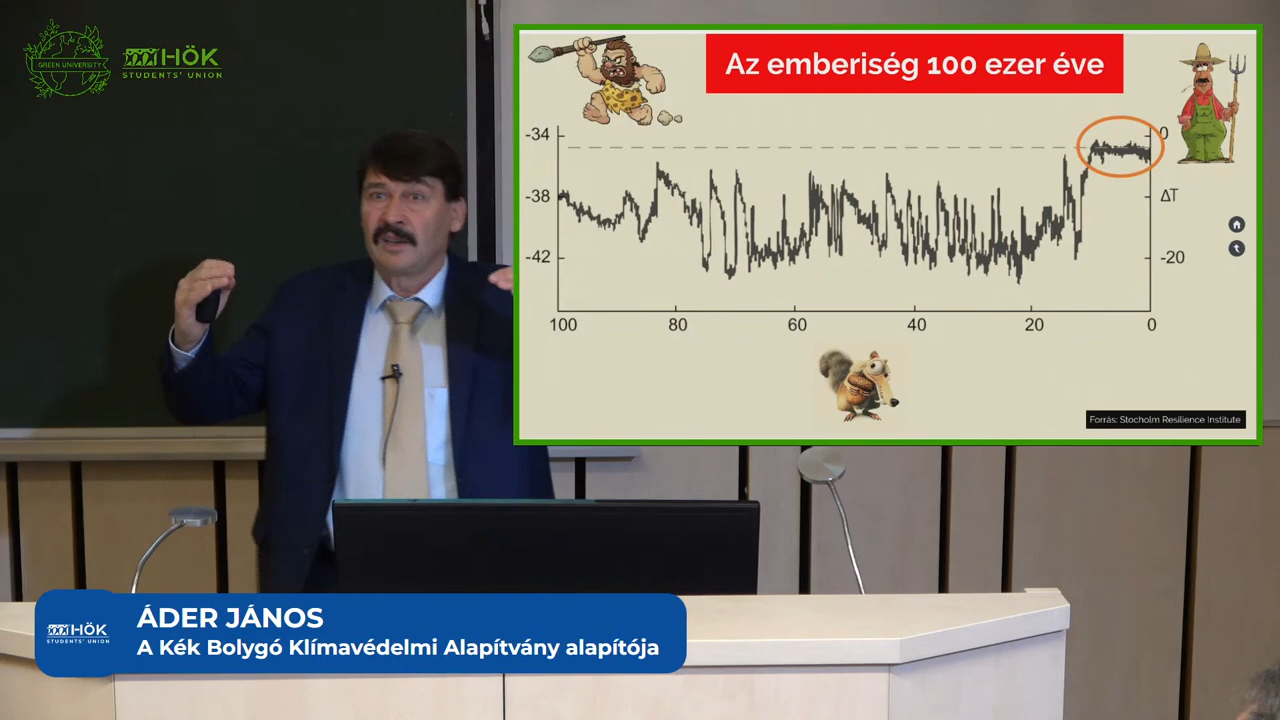 GREEN UNIVERSITY
HÖK
STUDENTS' UNION
Az emberiség 100 ezer éve
-34
-38
-42
0
ΔT
-20
100
80
60
40
20
0
Forrás: Stocholm Resilience Institute
HÖK
STUDENTS' UNION
ÁDER JÁNOS
A Kék Bolygó Klímavédelmi Alapítvány alapítója